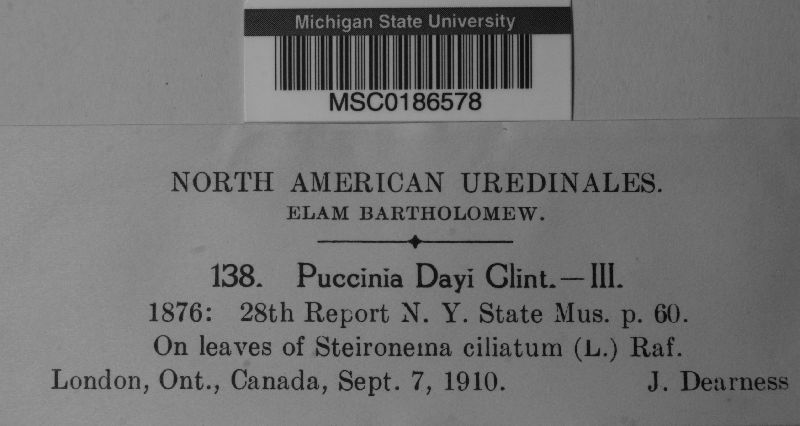 Michigan State University
MSC0186578
NORTH AMERICAN UREDINALES.
ELAM BARTHOLOMEW.
138. Puccinia Dayi Clint.—III.
1876: 28th Report N. Y. State Mus. p. 60.
On leaves of Steironema ciliatum (L.) Raf.
London, Ont., Canada, Sept. 7, 1910. J. Dearness